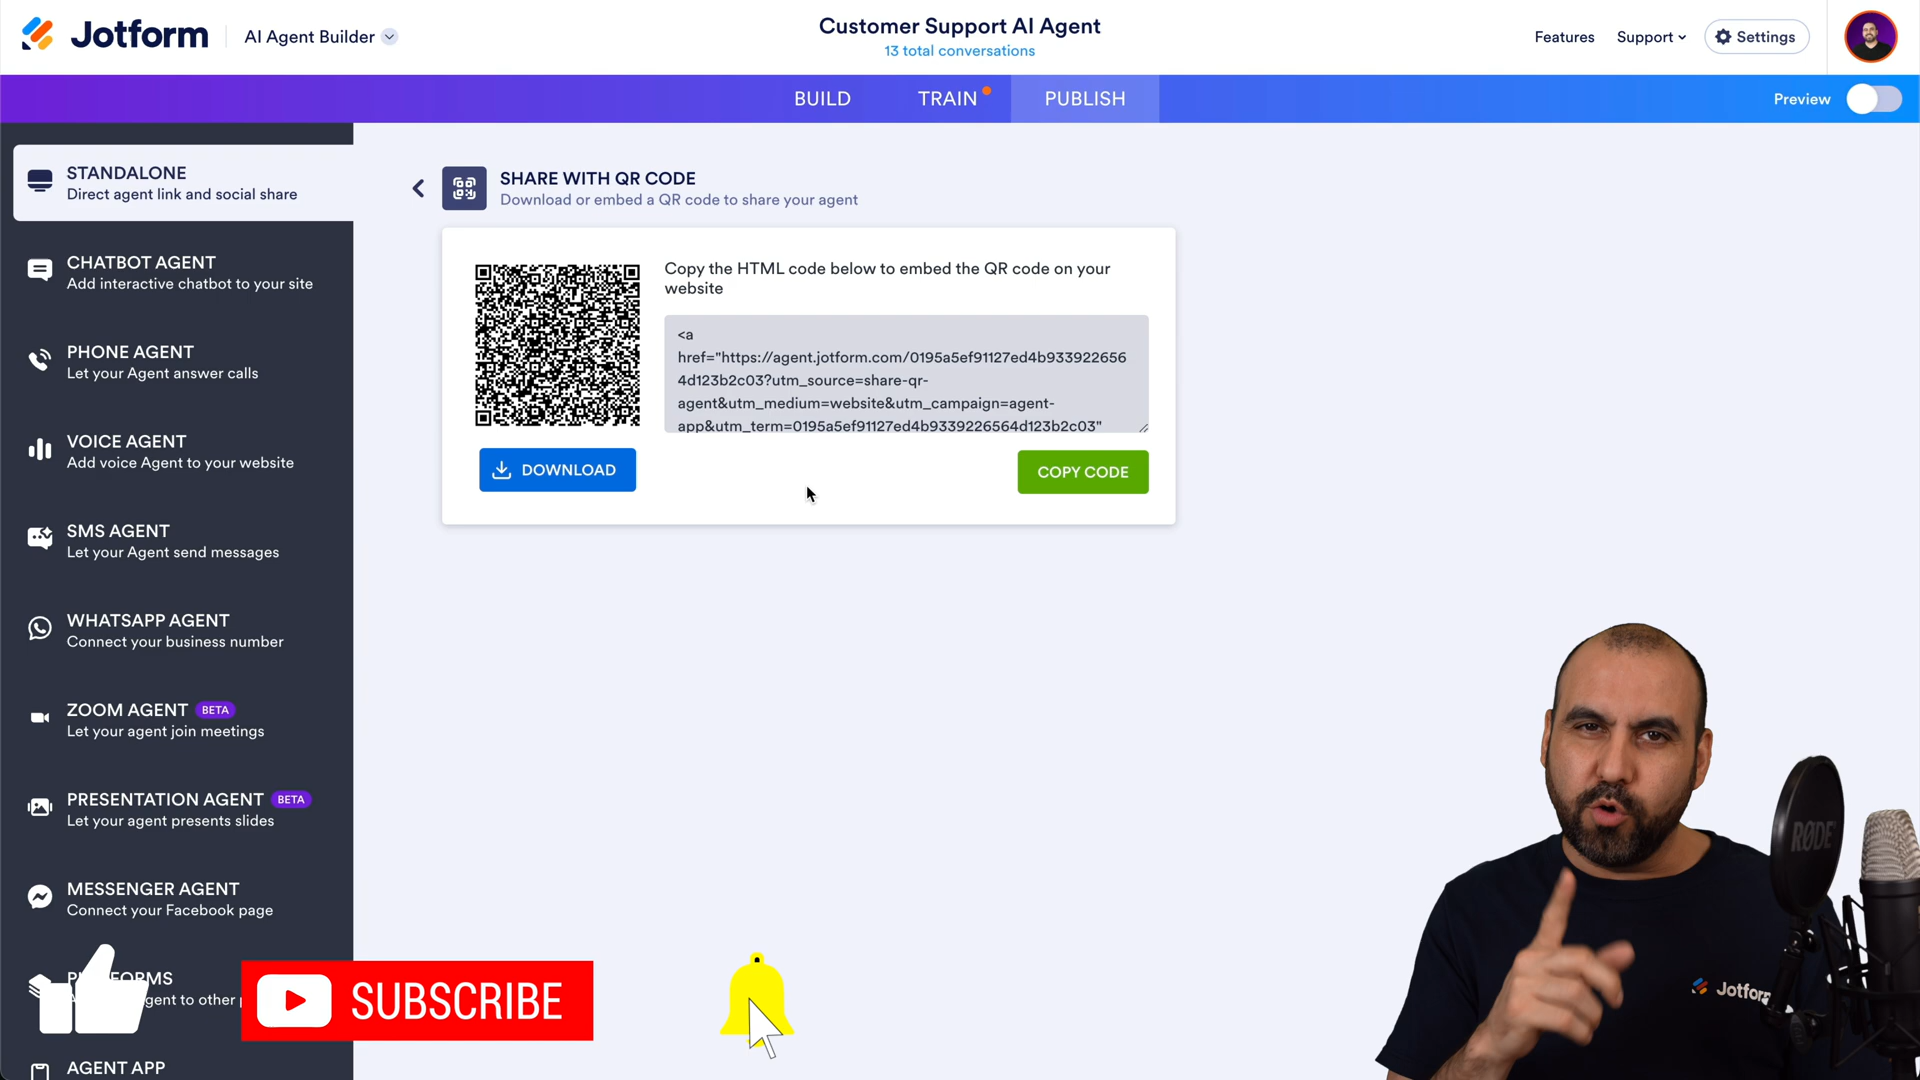 Jotform
AI Agent Builder
Customer Support AI Agent
13 total conversations
Features
Support
Settings
BUILD
TRAIN
PUBLISH
Preview
STANDALONE
Direct agent link and social share
CHATBOT AGENT
Add interactive chatbot to your site
PHONE AGENT
Let your Agent answer calls
VOICE AGENT
Add voice Agent to your website
SMS AGENT
Let your Agent send messages
WHATSAPP AGENT
Connect your business number
ZOOM AGENT BETA
Let your agent join meetings
PRESENTATION AGENT BETA
Let your agent presents slides
MESSENGER AGENT
Connect your Facebook page
gent to other
AGENT APP
SHARE WITH QR CODE
Download or embed a QR code to share your agent
Copy the HTML code below to embed the QR code on your
website
<a
href="https://agent.jotform.com/0195a5ef91127ed4b933922656
4d123b2c03?utm_source=share-qr-
agent&utm_medium=website&utm_campaign=agent-
app&utm_term=0195a5ef91127ed4b9339226564d123b2c03"
DOWNLOAD
COPY CODE
SUBSCRIBE
RØDE
Jotform